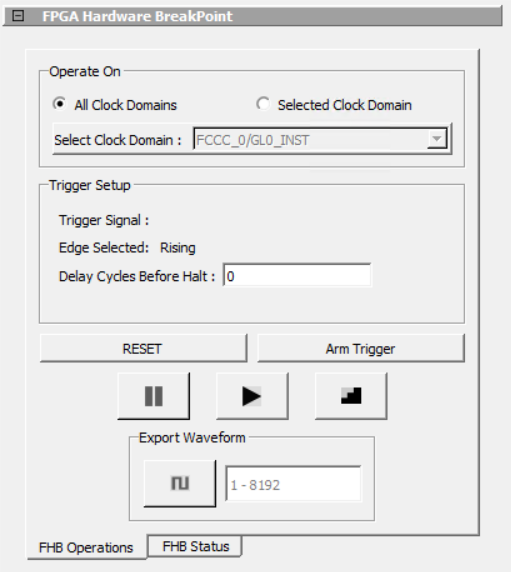 FPGA Hardware BreakPoint
Operate On
All Clock Domains
Selected Clock Domain
Select Clock Domain :
FCCC_0/GL0_INST
Trigger Setup
Trigger Signal :
Edge Selected: Rising
Delay Cycles Before Halt : 0
RESET
Arm Trigger
Export Waveform
1 - 8192
FHB Operations
FHB Status